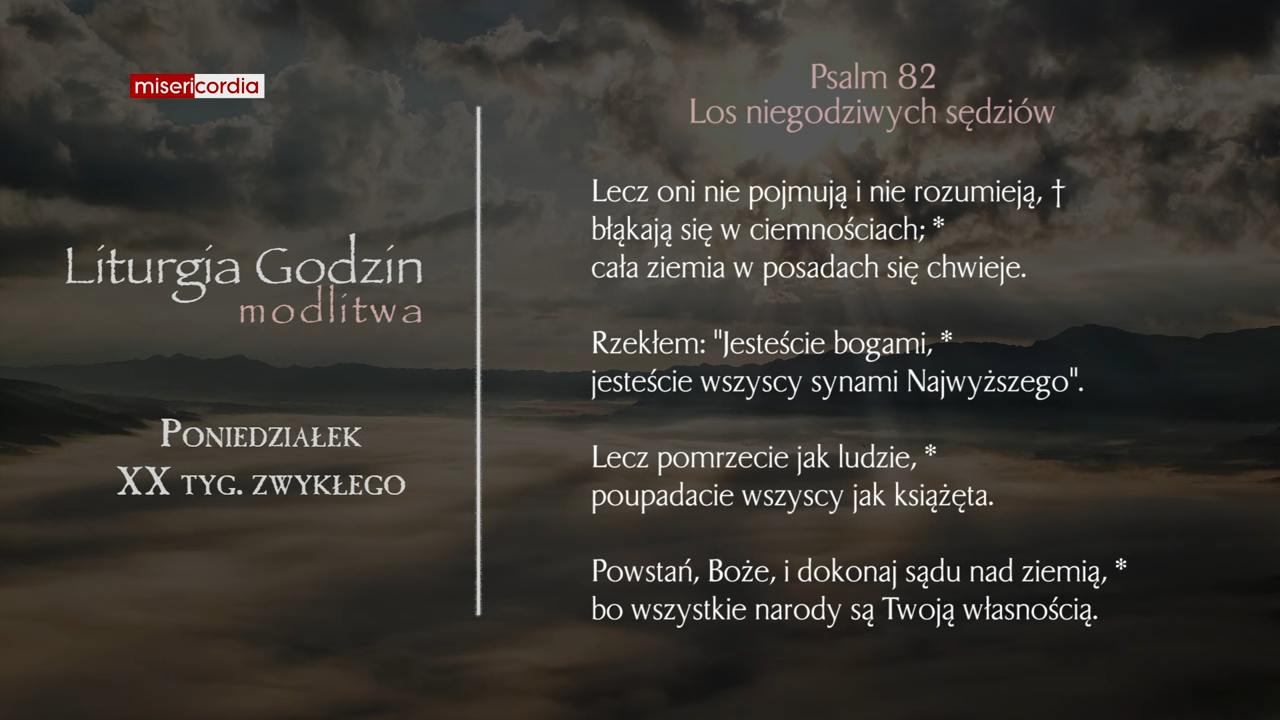 misericordia
Liturgia Godzin
modlitwa
Poniedziałek
XX tyg. zwykłego
Psalm 82
Los niegodziwych sędziów
Lecz oni nie pojmują i nie rozumieją, †
błąkają się w ciemnościach; *
cała ziemia w posadach się chwieje.
Rzekłem: "Jesteście bogami, *
jesteście wszyscy synami Najwyższego".
Lecz pomrzecie jak ludzie, *
poupadacie wszyscy jak książęta.
Powstań, Boże, i dokonaj sądu nad ziemią, *
bo wszystkie narody są Twoją własnością.